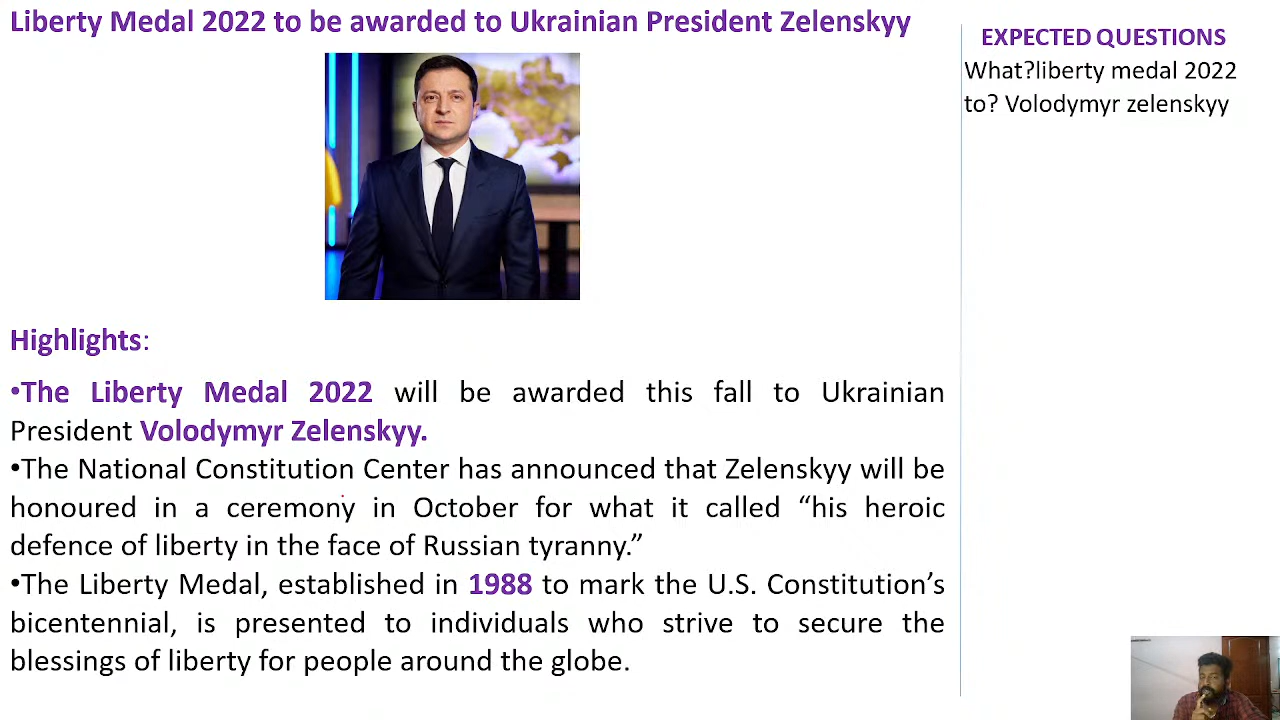 Liberty Medal 2022 to be awarded to Ukrainian President Zelenskyy
Highlights:
•The Liberty Medal 2022 will be awarded this fall to Ukrainian
President Volodymyr Zelenskyy.
•The National Constitution Center has announced that Zelenskyy will be
honoured in a ceremony in October for what it called “his heroic
defence of liberty in the face of Russian tyranny.”
•The Liberty Medal, established in 1988 to mark the U.S. Constitution’s
bicentennial, is presented to individuals who strive to secure the
blessings of liberty for people around the globe.
EXPECTED QUESTIONS
What?liberty medal 2022
to? Volodymyr zelenskyy